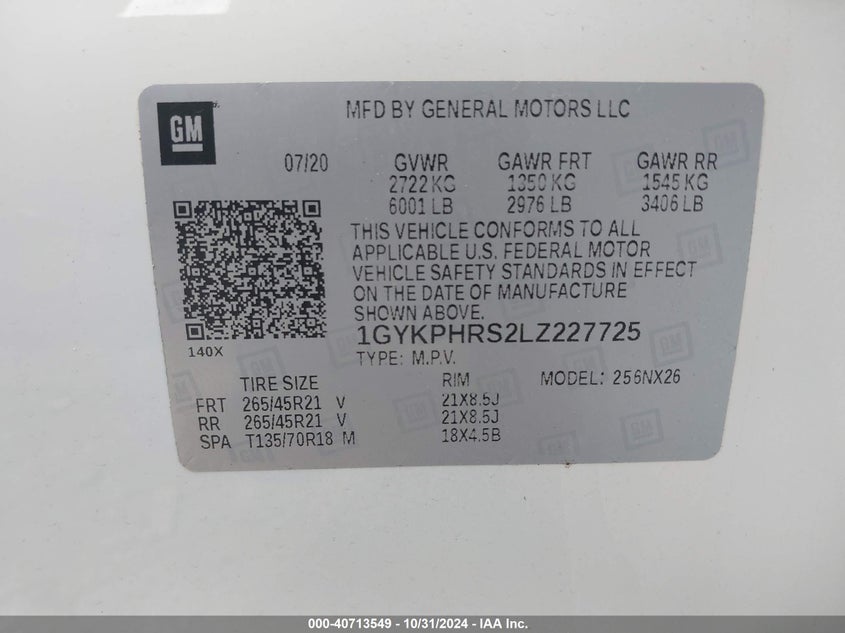 GM
MFD BY GENERAL MOTORS LLC
07/20 GVWR GAWR FRT GAWR RR
2722 KG 1350 KG 1545 KG
6001 LB 2976 LB 3406 LB
THIS VEHICLE CONFORMS TO ALL
APPLICABLE U.S. FEDERAL MOTOR
VEHICLE SAFETY STANDARDS IN EFFECT
ON THE DATE OF MANUFACTURE
SHOWN ABOVE.
1GYKPHRS2LZ227725
140X
TYPE: M.P.V.
TIRE SIZE RIM MODEL: 256NX26
FRT 265/45R21 V 21X8.5J
RR 265/45R21 V 21X8.5J
SPA T135/70R18 M 18X4.5B
000-40713549 / 10/31/2024 - IAA Inc.